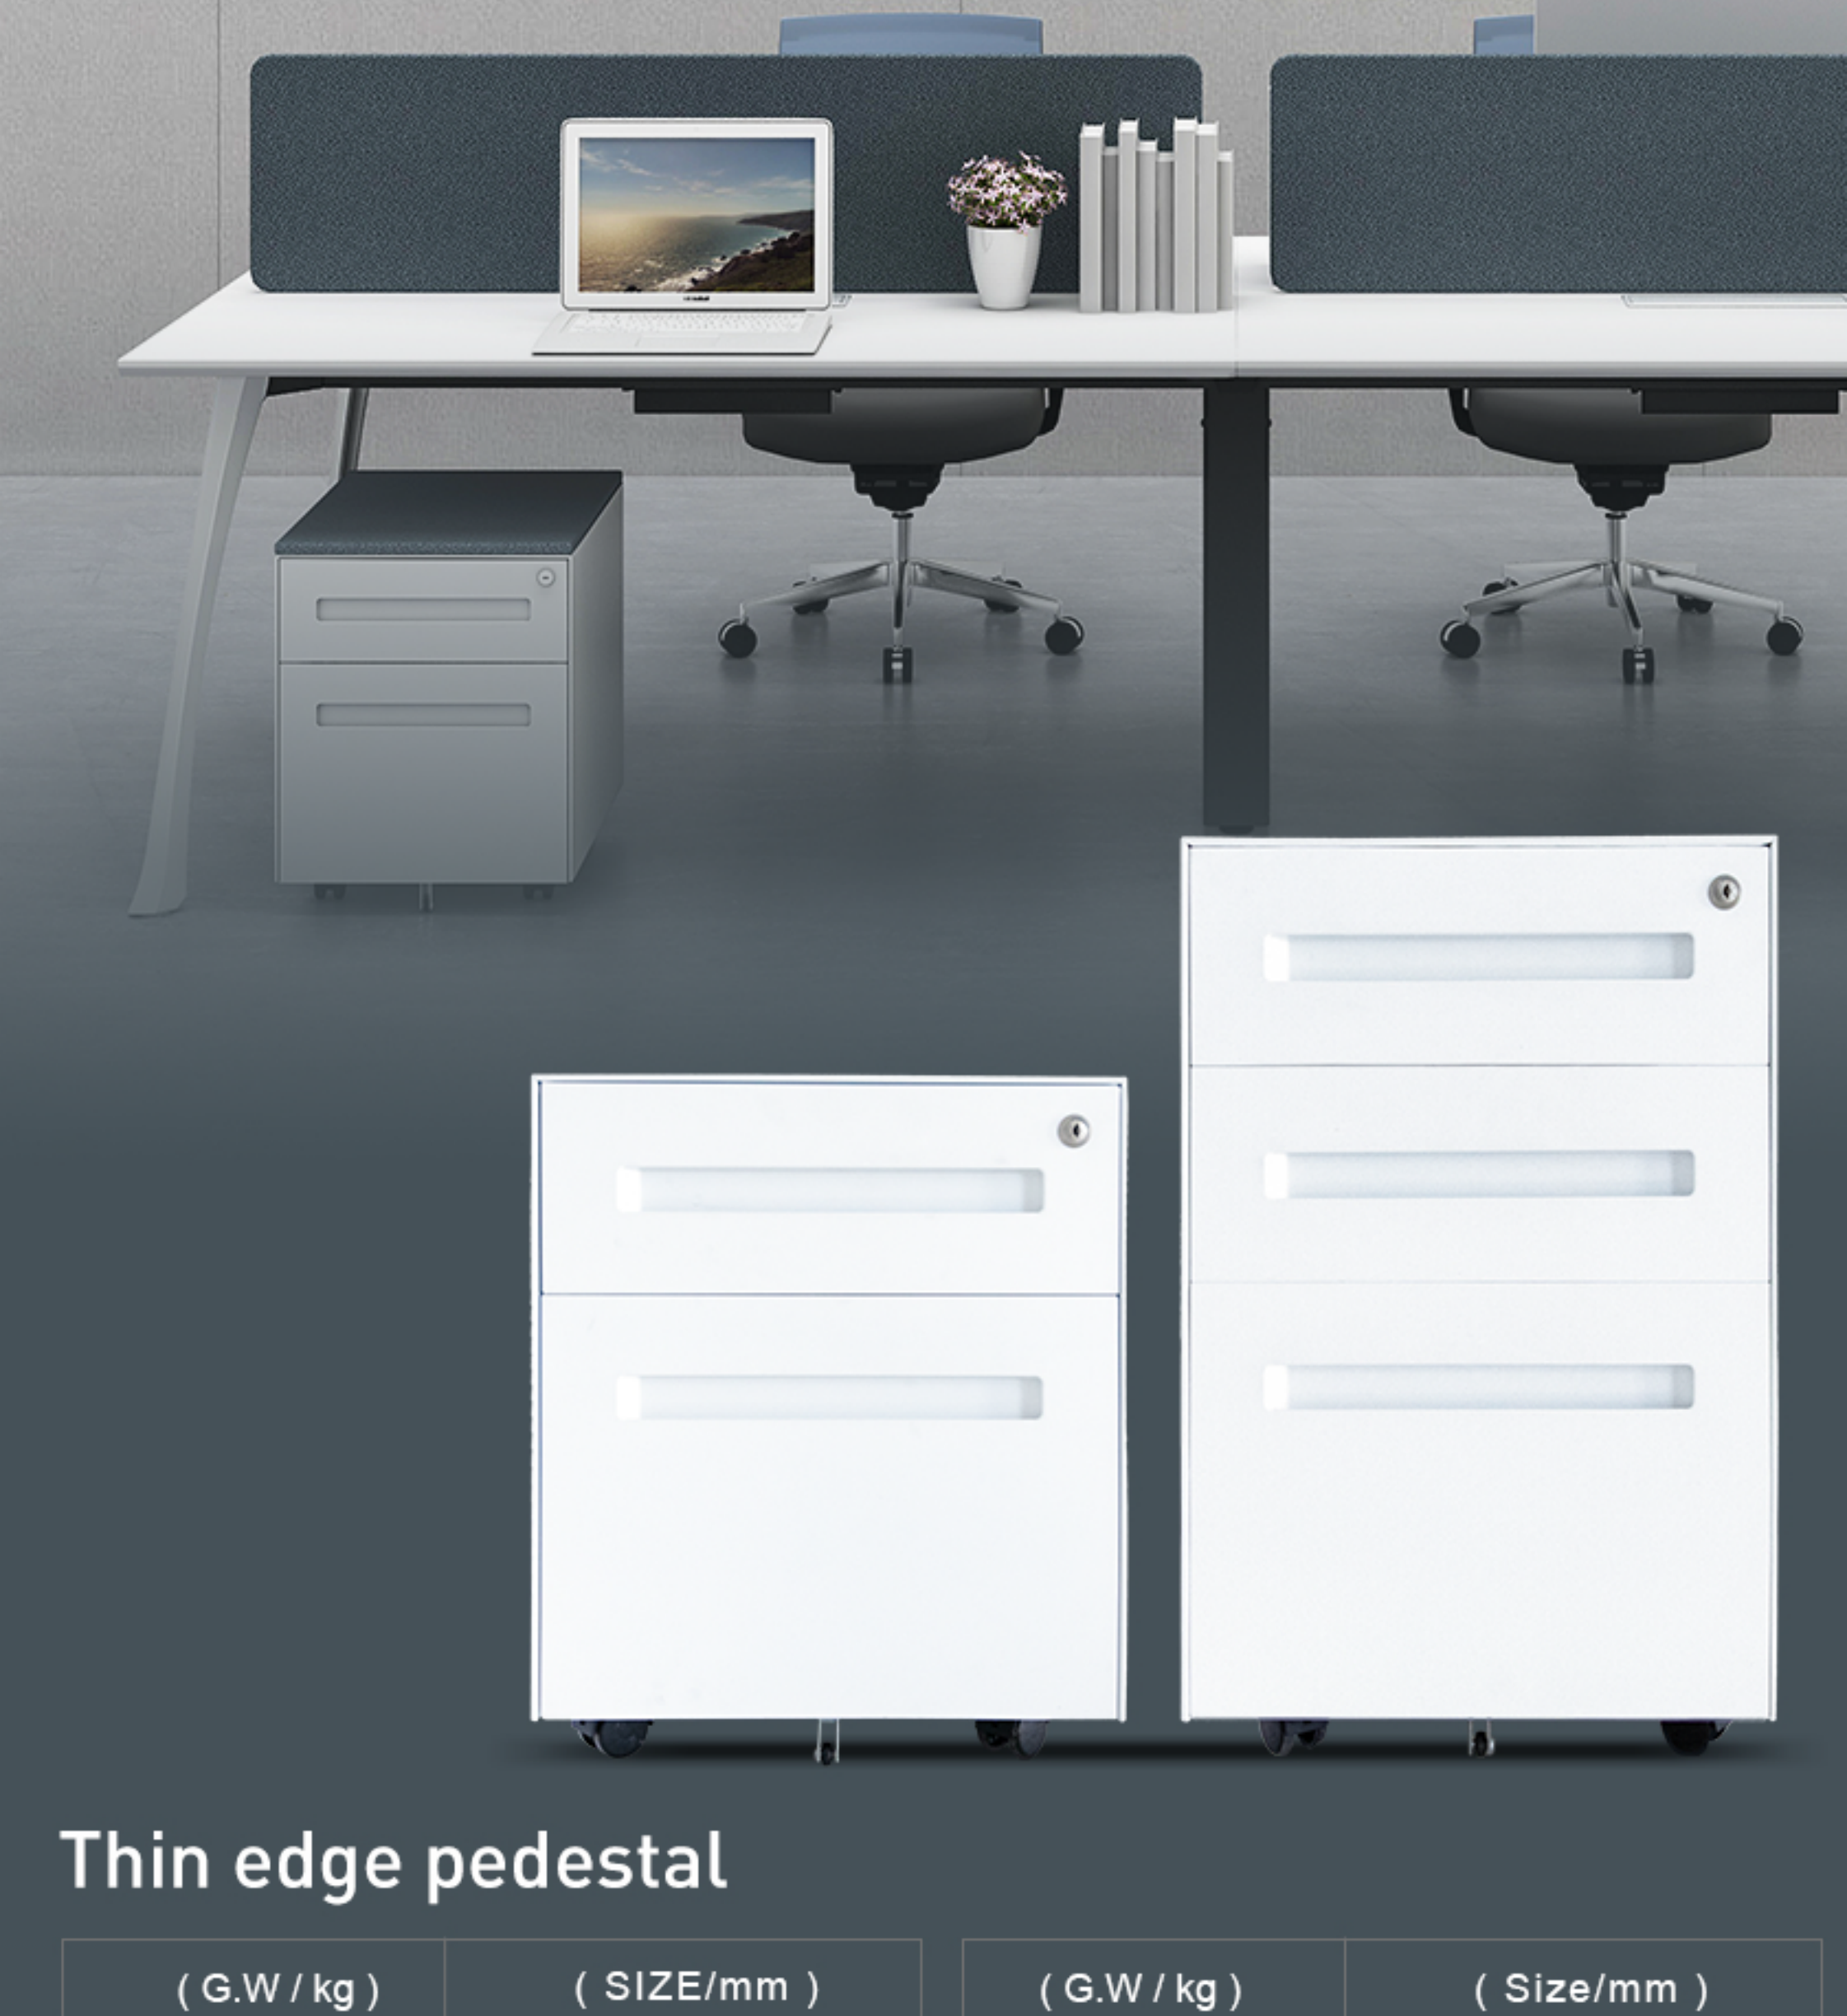 Thin edge pedestal
( G.W / kg ) ( SIZE/mm ) ( G.W / kg ) ( Size/mm )